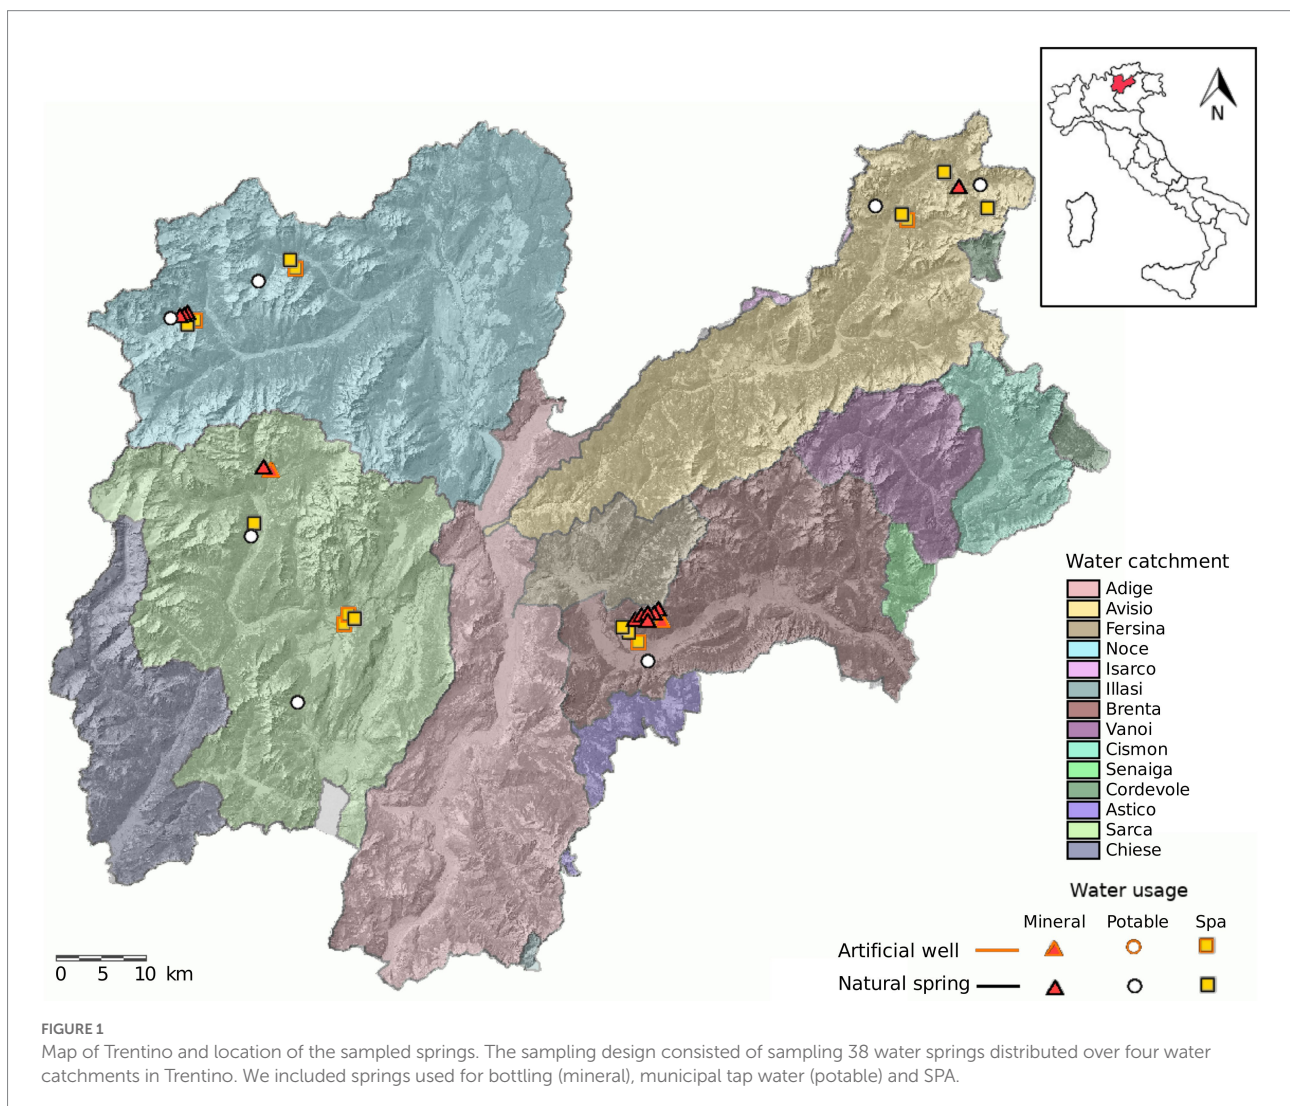 N
Water catchment
Adige
Avisio
Fersina
Noce
Isarco
Illasi
Brenta
Vanoi
Cismon
Senaiga
Cordevole
Astico
Sarca
Chiese
Water usage
Mineral Potable Spa
Artificial well
Natural spring
0 5 10 km
FIGURE 1
Map of Trentino and location of the sampled springs. The sampling design consisted of sampling 38 water springs distributed over four water
catchments in Trentino. We included springs used for bottling (mineral), municipal tap water (potable) and SPA.